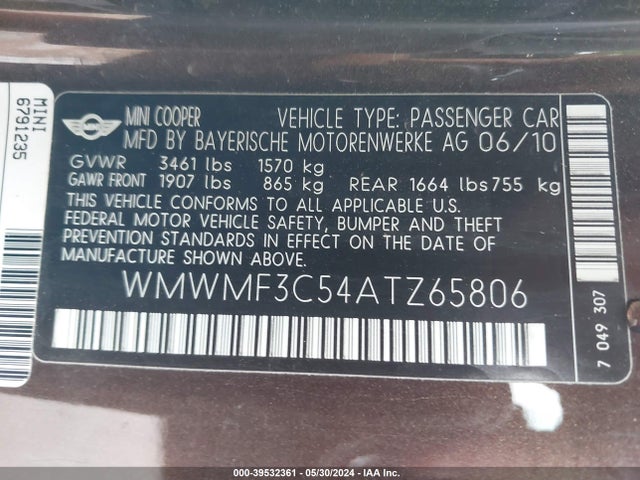 MINI
6791235
MINI COOPER VEHICLE TYPE: PASSENGER CAR
MFD BY BAYERISCHE MOTORENWERKE AG 06/10
GVWR 3461 lbs 1570 kg
GAWR FRONT 1907 lbs 865 kg REAR 1664 lbs 755 kg
THIS VEHICLE CONFORMS TO ALL APPLICABLE U.S.
FEDERAL MOTOR VEHICLE SAFETY, BUMPER AND THEFT
PREVENTION STANDARDS IN EFFECT ON THE DATE OF
MANUFACTURE SHOWN ABOVE.
WMWMF3C54ATZ65806
7 049 307
000-39532361 - 05/30/2024 - IAA Inc.